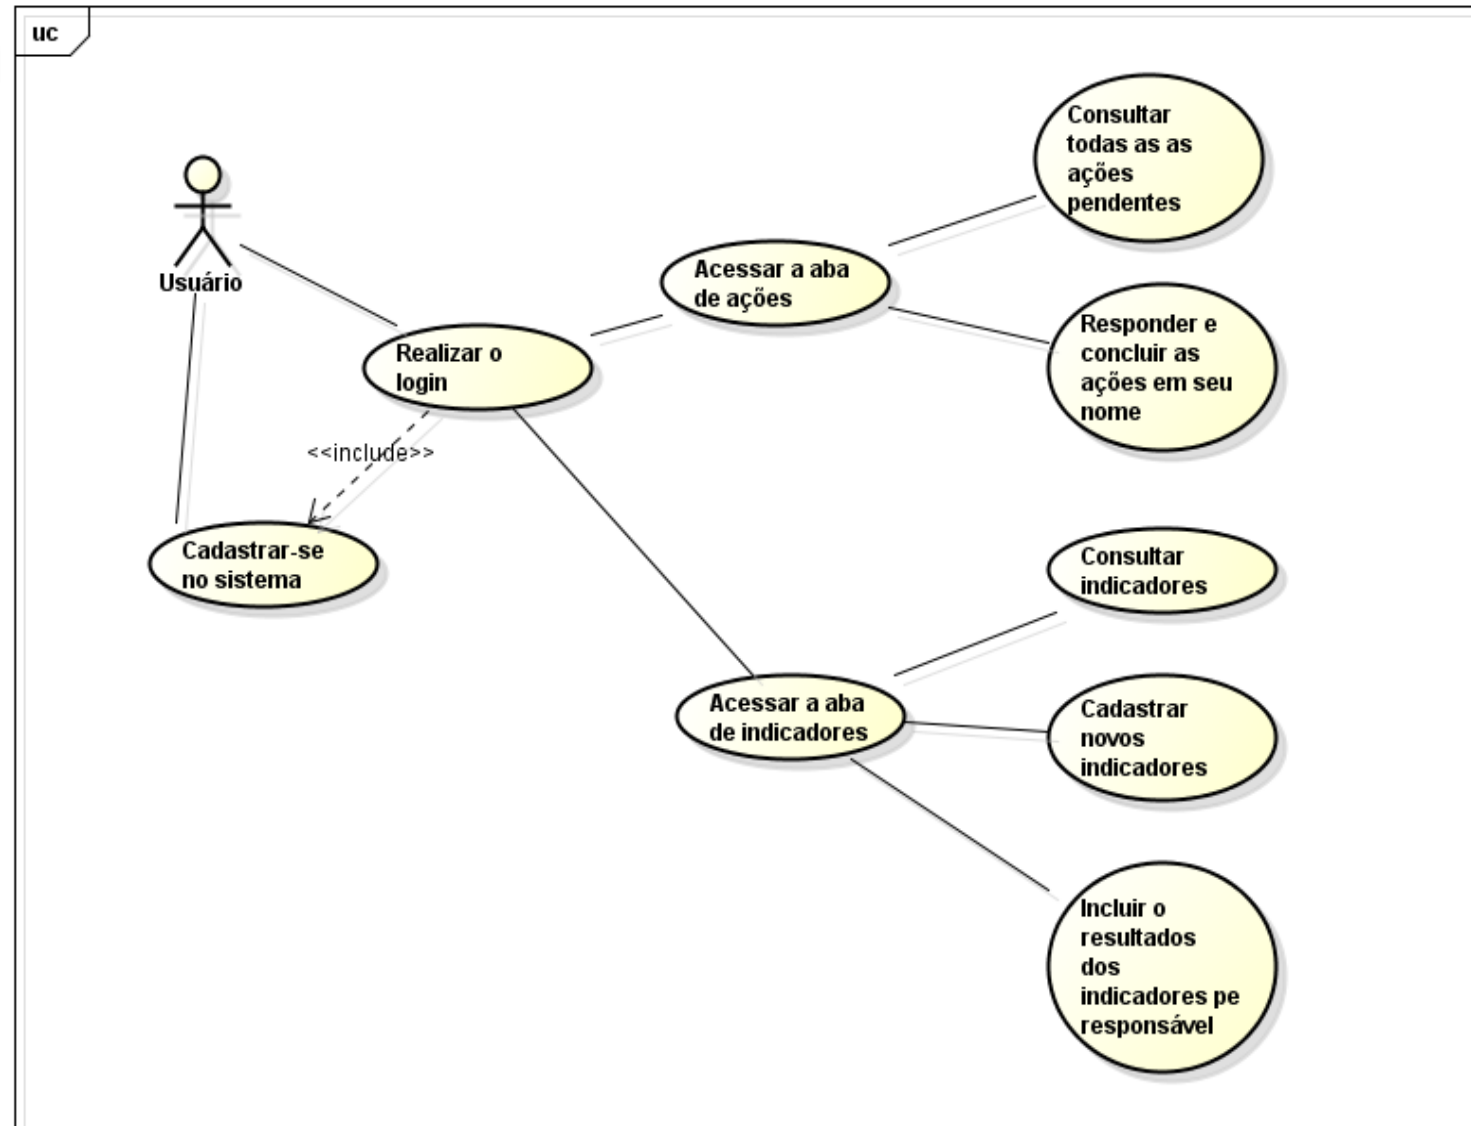 uc
Usuário
Realizar o
login
<<include>>
Cadastrar-se
no sistema
Acessar a aba
de ações
Consultar
todas as as
ações
pendentes
Responder e
concluir as
ações em seu
nome
Acessar a aba
de indicadores
Consultar
indicadores
Cadastrar
novos
indicadores
Incluir o
resultados
dos
indicadores pe
responsável